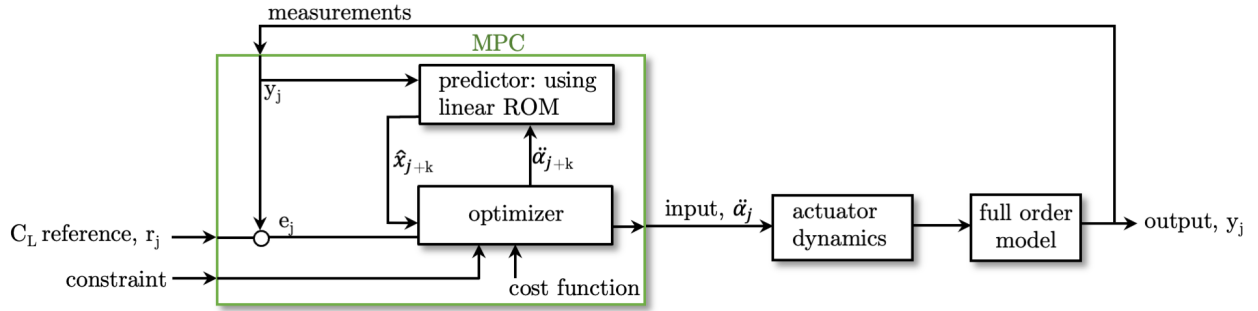 measurements
MPC
predictor: using
linear ROM
y_j
x̂_{j+k}
α̈_{j+k}
C_L reference, r_j
e_j
optimizer
input, α̈_j
actuator
dynamics
full order
model
output, y_j
constraint
cost function